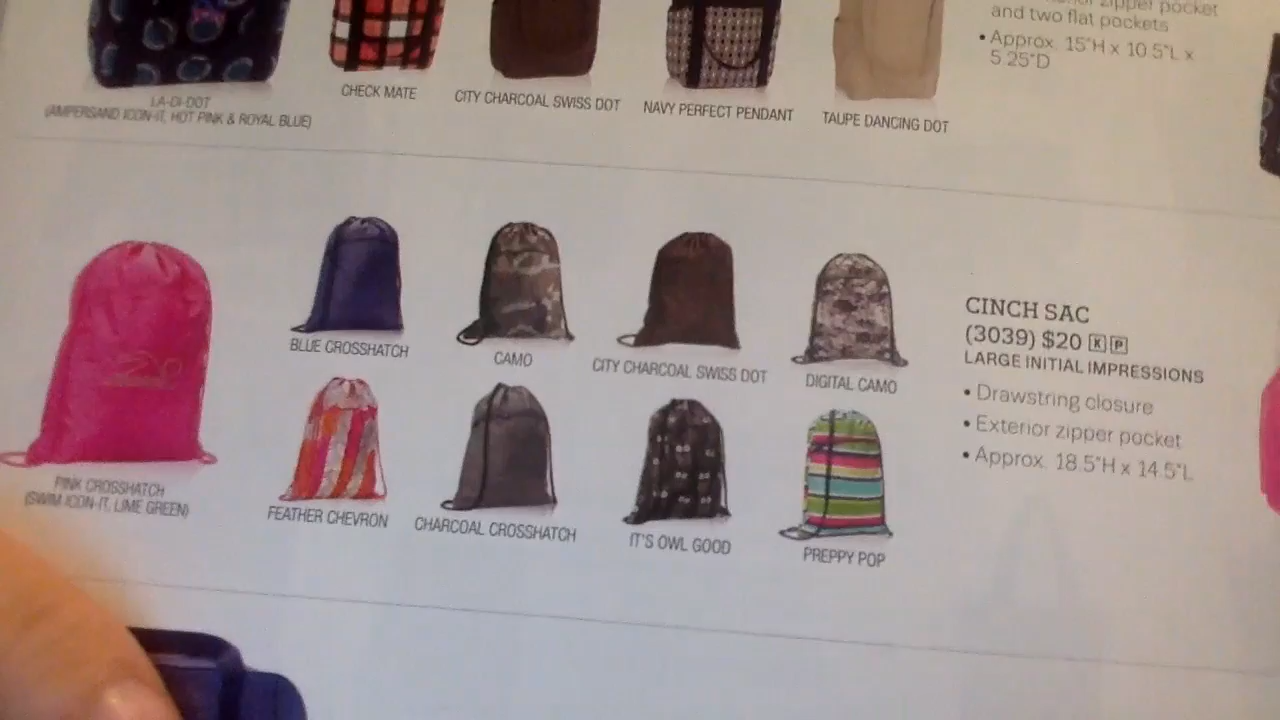 zipper pocket
and two flat pockets
• Approx. 15"H x 10.5"L x
5.25"D
LA-DI-DOT
(AMPERSAND ICON-IT, HOT PINK & ROYAL BLUE)
CHECK MATE
CITY CHARCOAL SWISS DOT
NAVY PERFECT PENDANT
TAUPE DANCING DOT
BLUE CROSSHATCH
CAMO
CITY CHARCOAL SWISS DOT
DIGITAL CAMO
PINK CROSSHATCH
(SWIM ICON-IT, LIME GREEN)
FEATHER CHEVRON
CHARCOAL CROSSHATCH
IT'S OWL GOOD
PREPPY POP
CINCH SAC
(3039) $20 K P
LARGE INITIAL IMPRESSIONS
• Drawstring closure
• Exterior zipper pocket
• Approx. 18.5"H x 14.5"L